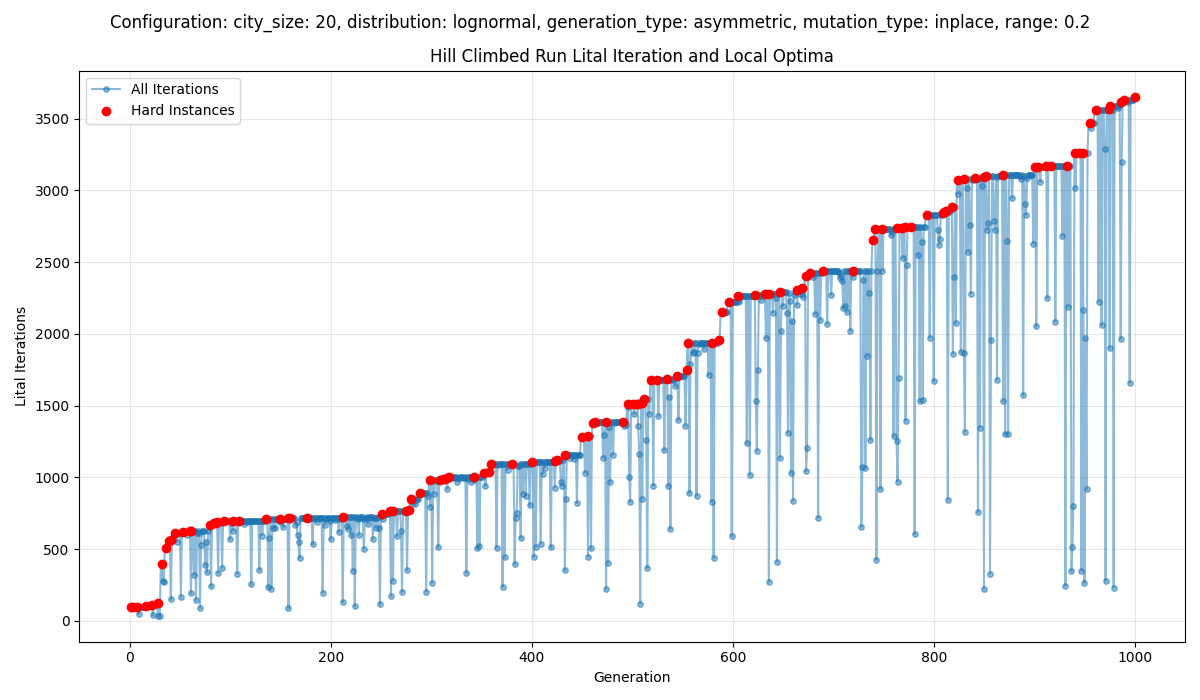 Configuration: city_size: 20, distribution: lognormal, generation_type: asymmetric, mutation_type: inplace, range: 0.2
Hill Climbed Run Lital Iteration and Local Optima
All Iterations
Hard Instances
Lital Iterations
3500
3000
2500
2000
1500
1000
500
0
0 200 400 600 800 1000
Generation